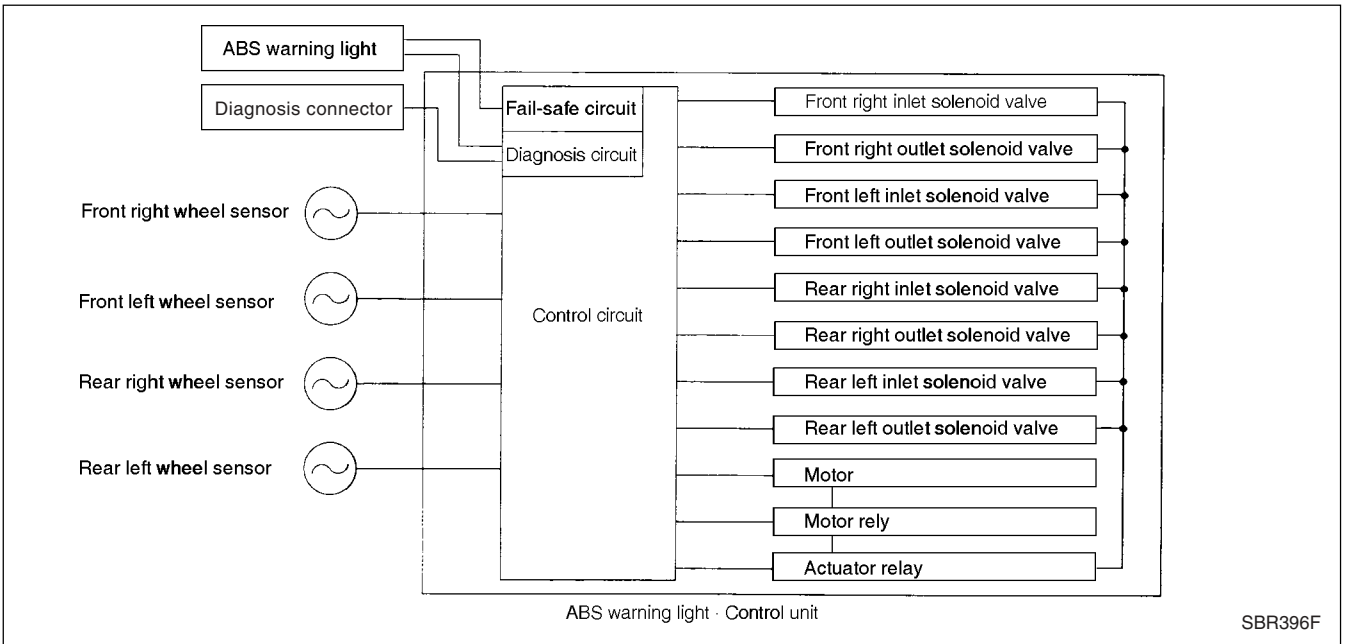 ABS warning light
Diagnosis connector
Fail-safe circuit
Diagnosis circuit
Front right wheel sensor
Front left wheel sensor
Rear right wheel sensor
Rear left wheel sensor
Control circuit
Front right inlet solenoid valve
Front right outlet solenoid valve
Front left inlet solenoid valve
Front left outlet solenoid valve
Rear right inlet solenoid valve
Rear right outlet solenoid valve
Rear left inlet solenoid valve
Rear left outlet solenoid valve
Motor
Motor rely
Actuator relay
ABS warning light · Control unit
SBR396F